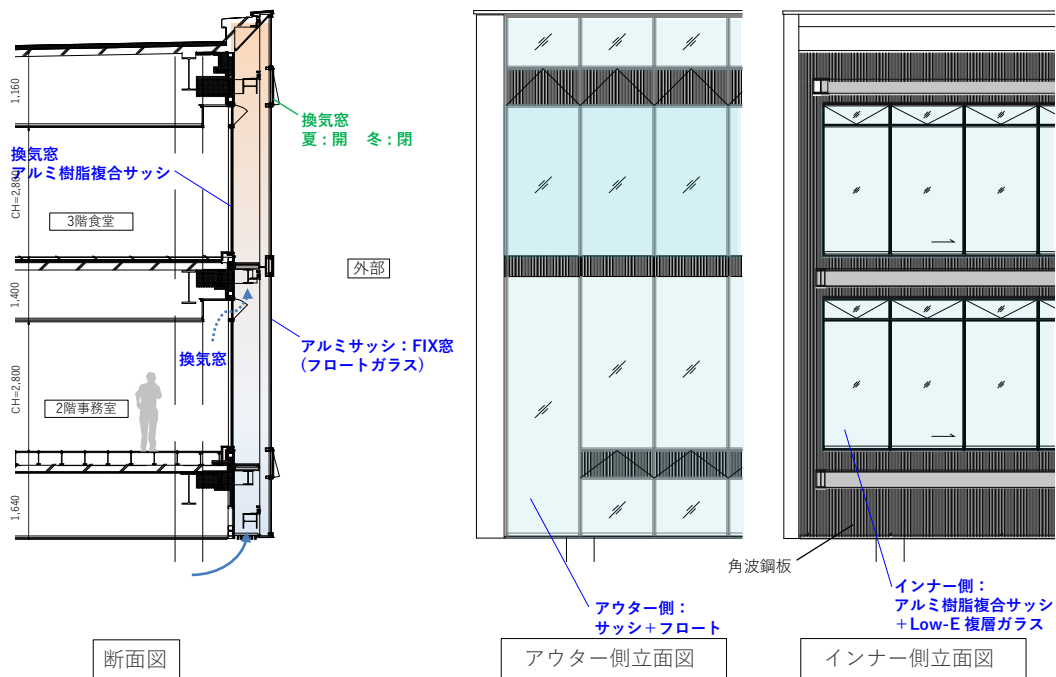 1,160
換気窓
夏：開　冬：閉
換気窓
アルミ樹脂複合サッシ
CH=2,800
3階食堂
外部
1,400
換気窓
アルミサッシ：FIX窓
(フロートガラス)
CH=2,800
2階事務室
1,640
断面図
アウター側：
サッシ＋フロート
アウター側立面図
角波鋼板
インナー側：
アルミ樹脂複合サッシ
＋Low-E 複層ガラス
インナー側立面図